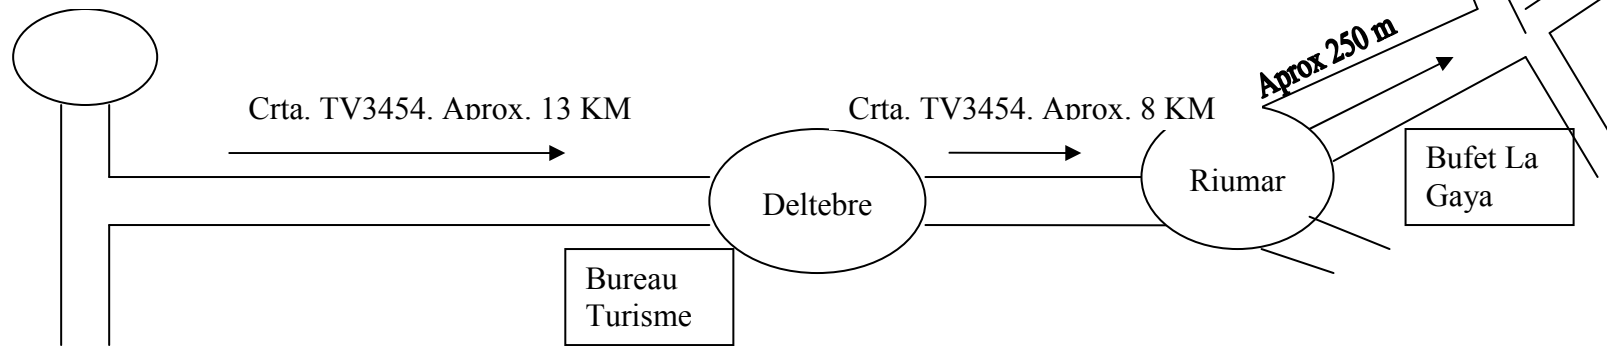 Aprox 250 m
Crta. TV3454. Aprox. 13 KM
Crta. TV3454. Aprox. 8 KM
Deltebre
Riumar
Bufet La
Gaya
Bureau
Turisme